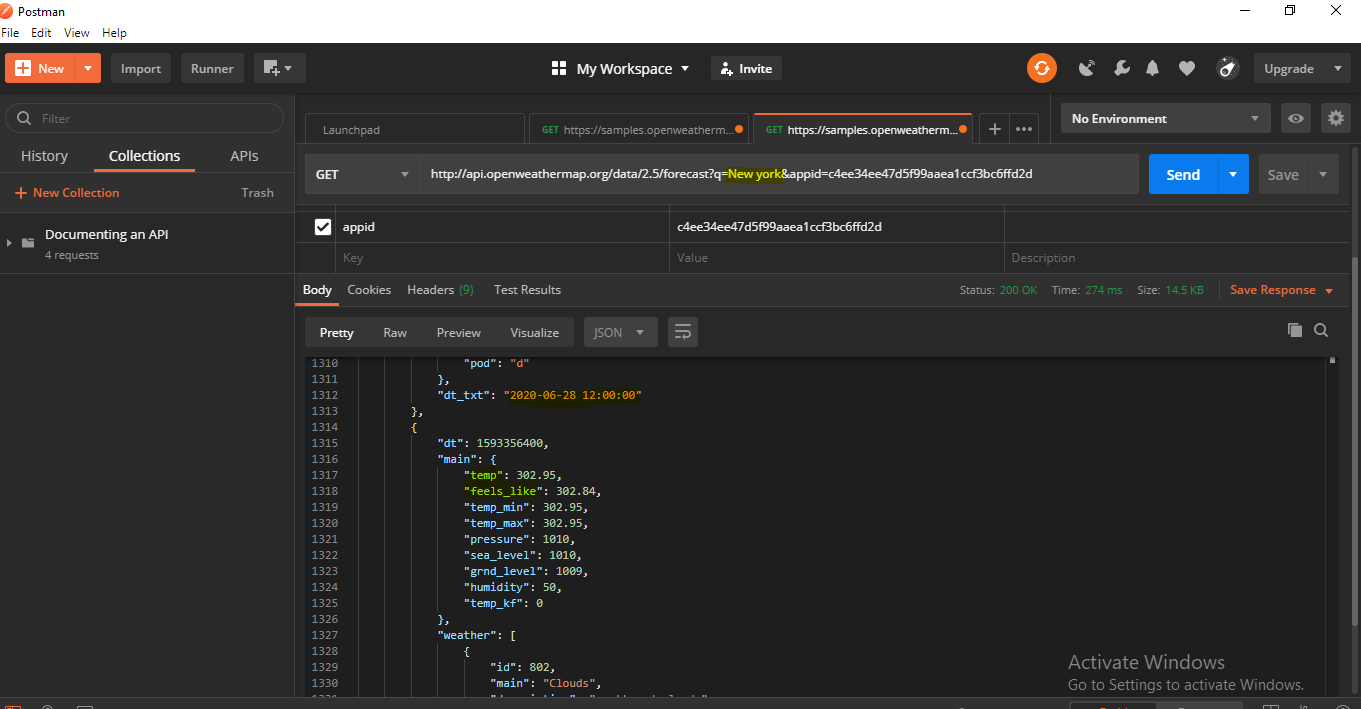 Postman
File Edit View Help
New Import Runner My Workspace Invite Upgrade
Filter
History Collections APIs
New Collection Trash
Documenting an API
4 requests
Launchpad GET https://samples.openweatherm... GET https://samples.openweatherm... No Environment
GET http://api.openweathermap.org/data/2.5/forecast?q=New york&appid=c4ee34ee47d5f99aaea1ccf3bc6ffd2d Send Save
appid c4ee34ee47d5f99aaea1ccf3bc6ffd2d
Key Value Description
Body Cookies Headers (9) Test Results Status: 200 OK Time: 274 ms Size: 14.5 KB Save Response
Pretty Raw Preview Visualize JSON
1310 "pod": "d"
1311 },
1312 "dt_txt": "2020-06-28 12:00:00"
1313 },
1314 {
1315 "dt": 1593356400,
1316 "main": {
1317 "temp": 302.95,
1318 "feels_like": 302.84,
1319 "temp_min": 302.95,
1320 "temp_max": 302.95,
1321 "pressure": 1010,
1322 "sea_level": 1010,
1323 "grnd_level": 1009,
1324 "humidity": 50,
1325 "temp_kf": 0
1326 },
1327 "weather": [
1328 {
1329 "id": 802,
1330 "main": "Clouds",
Activate Windows
Go to Settings to activate Windows.